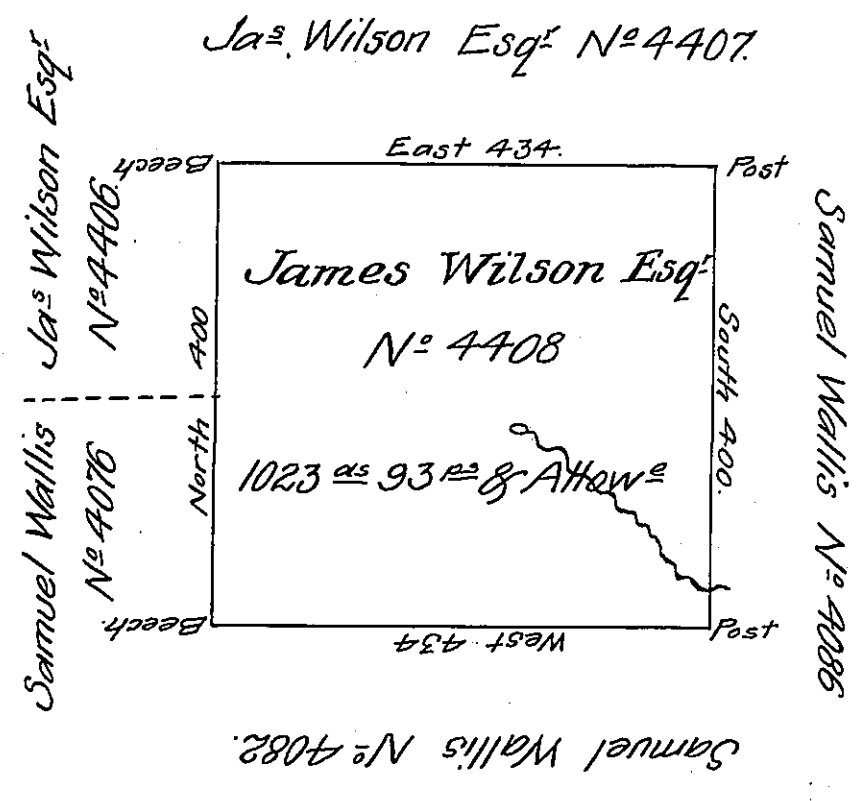 Jaˢ. Wilson Esqʳ Nº 4407.
Jaˢ Wilson Esqʳ
Nº 4406.
Beech
East 434.
Post
James Wilson Esqʳ
Nº 4408
400
North
South 400.
1023 ᵃˢ 93 ᵖˢ & Allowᵉ
Samuel Wallis
Nº 4076
Samuel Wallis Nº 4086
Beech.
West 434
Post
Samuel Wallis Nº 4082.